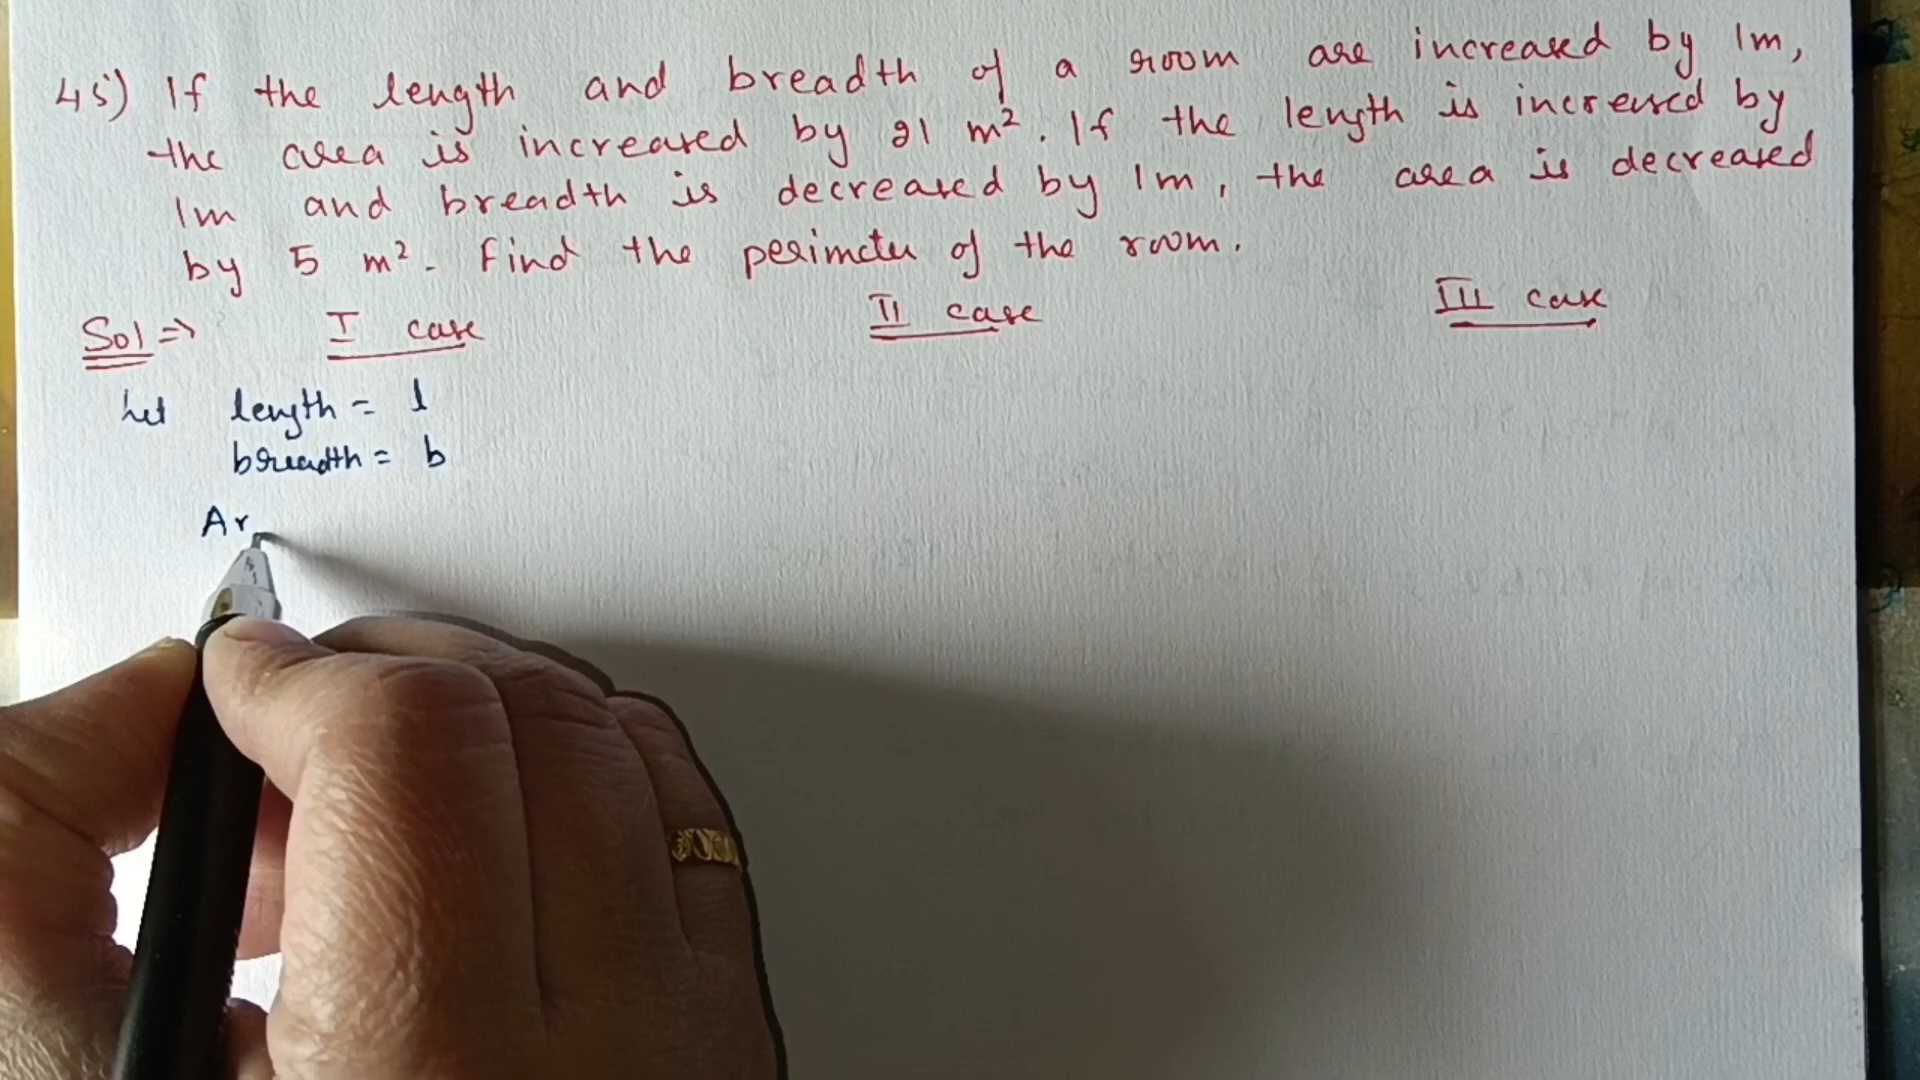 45) If the length and breadth of a room are increased by 1m,
the area is increased by 21 m². If the length is increased by
1m and breadth is decreased by 1m, the area is decreased
by 5 m². Find the perimeter of the room.
Sol => I case II case III case
Let length = l
breadth = b
Ar